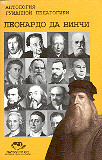 АНТОЛОГИЯ
ГУМАННОЙ ПЕДАГОГИКИ
ЛЕОНАРДО ДА ВИНЧИ